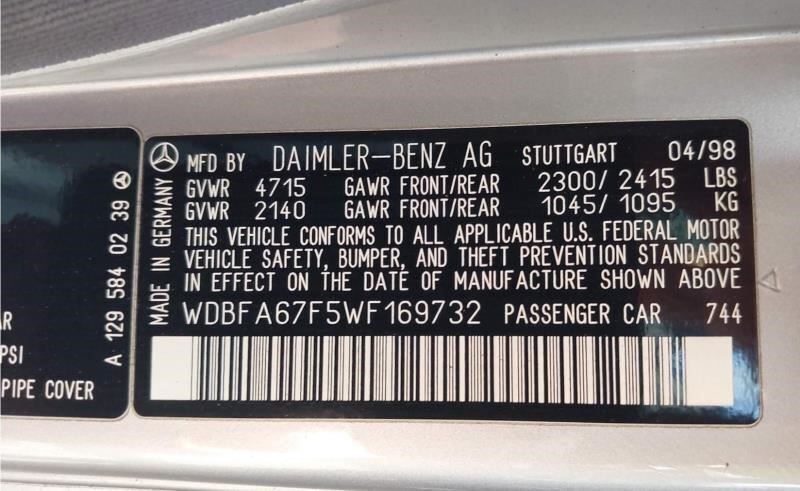 MFD BY DAIMLER-BENZ AG STUTTGART 04/98
GVWR 4715 GAWR FRONT/REAR 2300/2415 LBS
GVWR 2140 GAWR FRONT/REAR 1045/1095 KG
THIS VEHICLE CONFORMS TO ALL APPLICABLE U.S. FEDERAL MOTOR
VEHICLE SAFETY, BUMPER, AND THEFT PREVENTION STANDARDS
IN EFFECT ON THE DATE OF MANUFACTURE SHOWN ABOVE
WDBFA67F5WF169732 PASSENGER CAR 744
MADE IN GERMANY
A 129 584 02 39
PSI
PIPE COVER